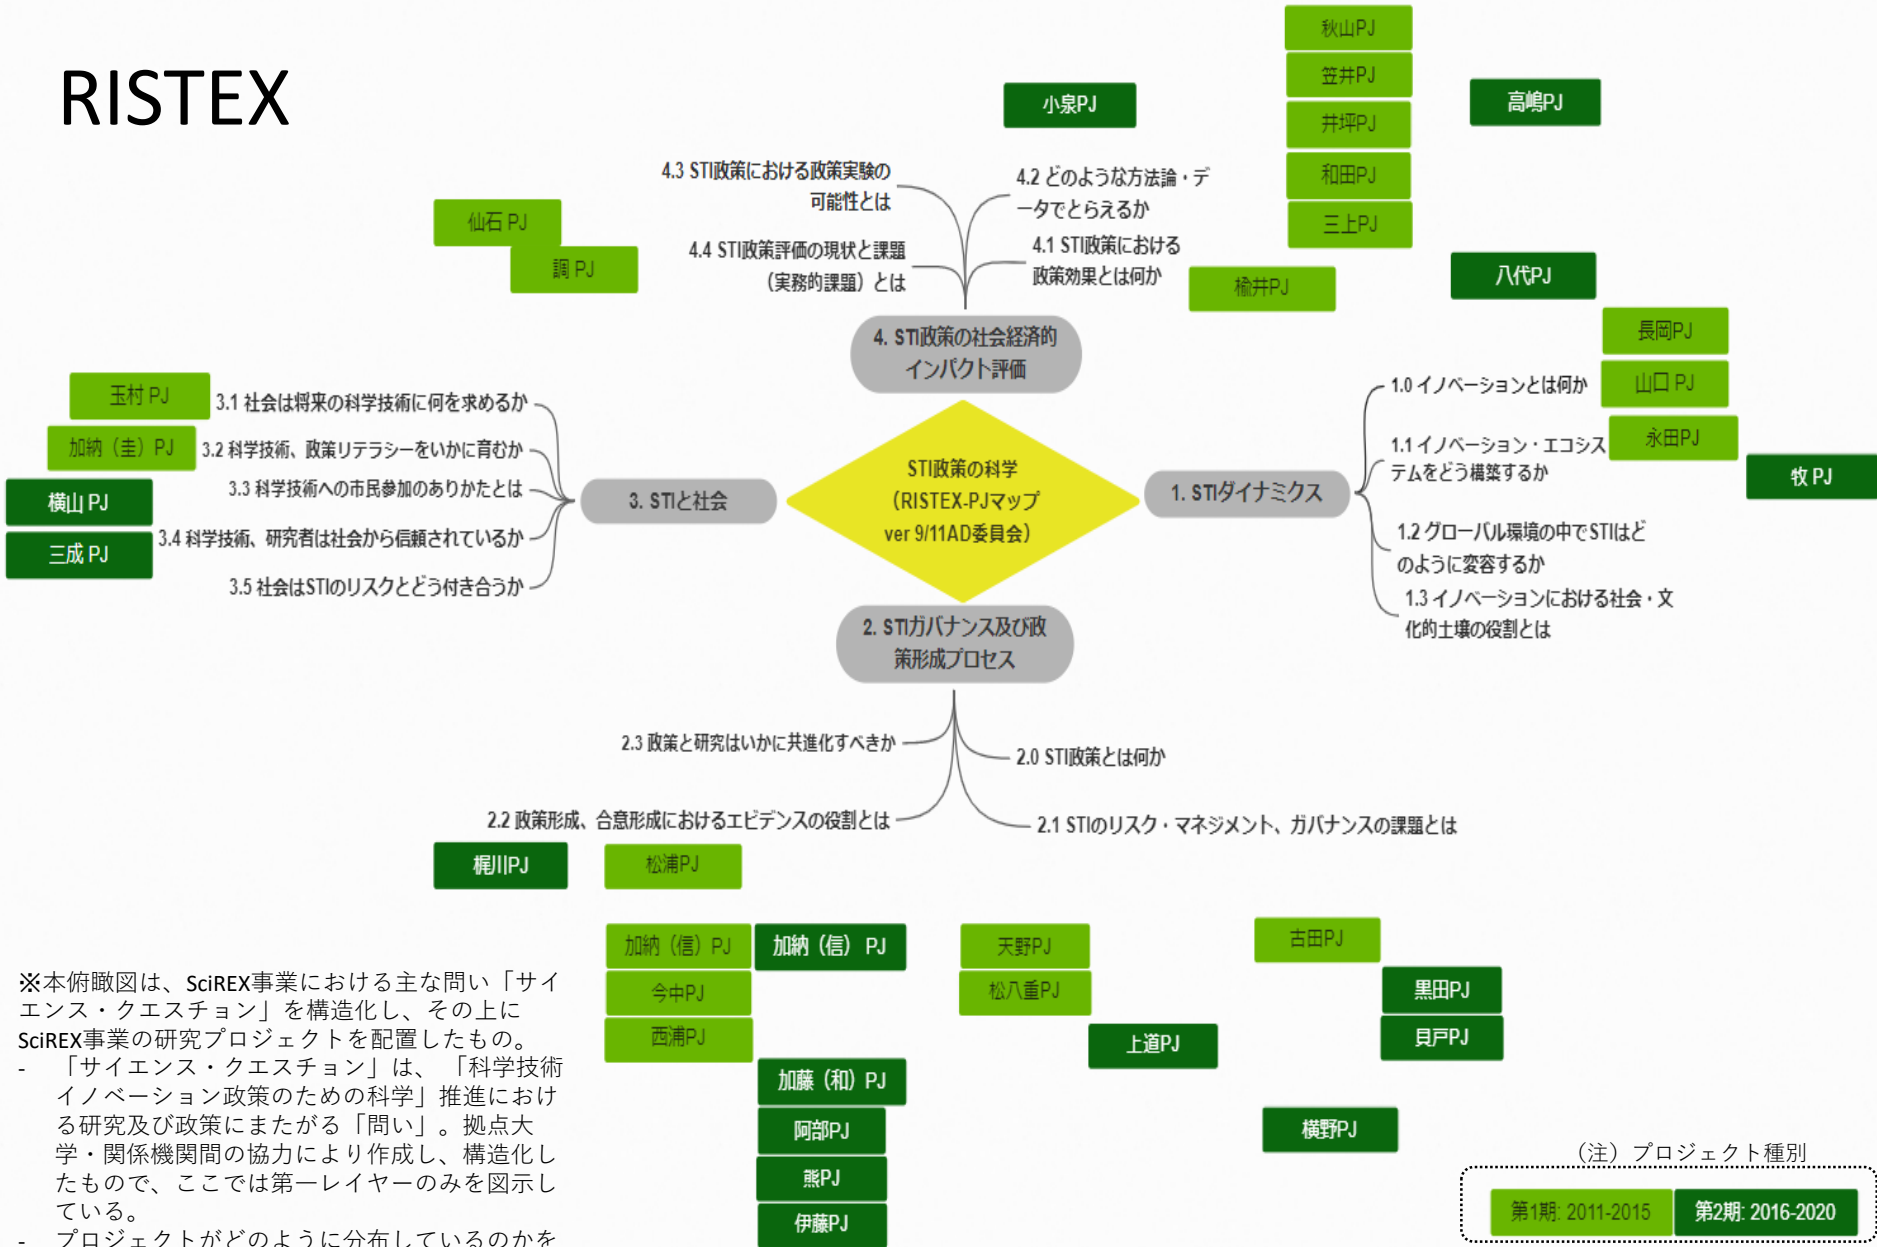 RISTEX
秋山PJ
笠井PJ
井坪PJ
和田PJ
三上PJ
小泉PJ
高嶋PJ
4.3 STI政策における政策実験の
可能性とは
4.2 どのような方法論・デ
ータでとらえるか
仙石 PJ
調 PJ
4.4 STI政策評価の現状と課題
（実務的課題）とは
4.1 STI政策における
政策効果とは何か
楡井PJ
八代PJ
4. STI政策の社会経済的
インパクト評価
長岡PJ
山口 PJ
永田PJ
牧 PJ
玉村 PJ
加納（圭）PJ
横山 PJ
三成 PJ
3.1 社会は将来の科学技術に何を求めるか
3.2 科学技術、政策リテラシーをいかに育むか
3.3 科学技術への市民参加のありかたとは
3.4 科学技術、研究者は社会から信頼されているか
3.5 社会はSTIのリスクとどう付き合うか
3. STIと社会
STI政策の科学
（RISTEX-PJマップ
ver 9/11AD委員会）
1. STIダイナミクス
1.0 イノベーションとは何か
1.1 イノベーション・エコシス
テムをどう構築するか
1.2 グローバル環境の中でSTIはど
のように変容するか
1.3 イノベーションにおける社会・文
化的土壌の役割とは
2. STIガバナンス及び政
策形成プロセス
2.3 政策と研究はいかに共進化すべきか
2.0 STI政策とは何か
2.2 政策形成、合意形成におけるエビデンスの役割とは
2.1 STIのリスク・マネジメント、ガバナンスの課題とは
梶川PJ
松浦PJ
加納（信）PJ
加納（信） PJ
今中PJ
西浦PJ
加藤（和）PJ
阿部PJ
熊PJ
伊藤PJ
天野PJ
松八重PJ
上道PJ
古田PJ
黒田PJ
貝戸PJ
横野PJ
※本俯瞰図は、SciREX事業における主な問い「サイ
エンス・クエスチョン」を構造化し、その上に
SciREX事業の研究プロジェクトを配置したもの。
- 「サイエンス・クエスチョン」は、「科学技術
イノベーション政策のための科学」推進におけ
る研究及び政策にまたがる「問い」。拠点大
学・関係機関間の協力により作成し、構造化し
たもので、ここでは第一レイヤーのみを図示し
ている。
- プロジェクトがどのように分布しているのかを
（注）プロジェクト種別
第1期: 2011-2015
第2期: 2016-2020